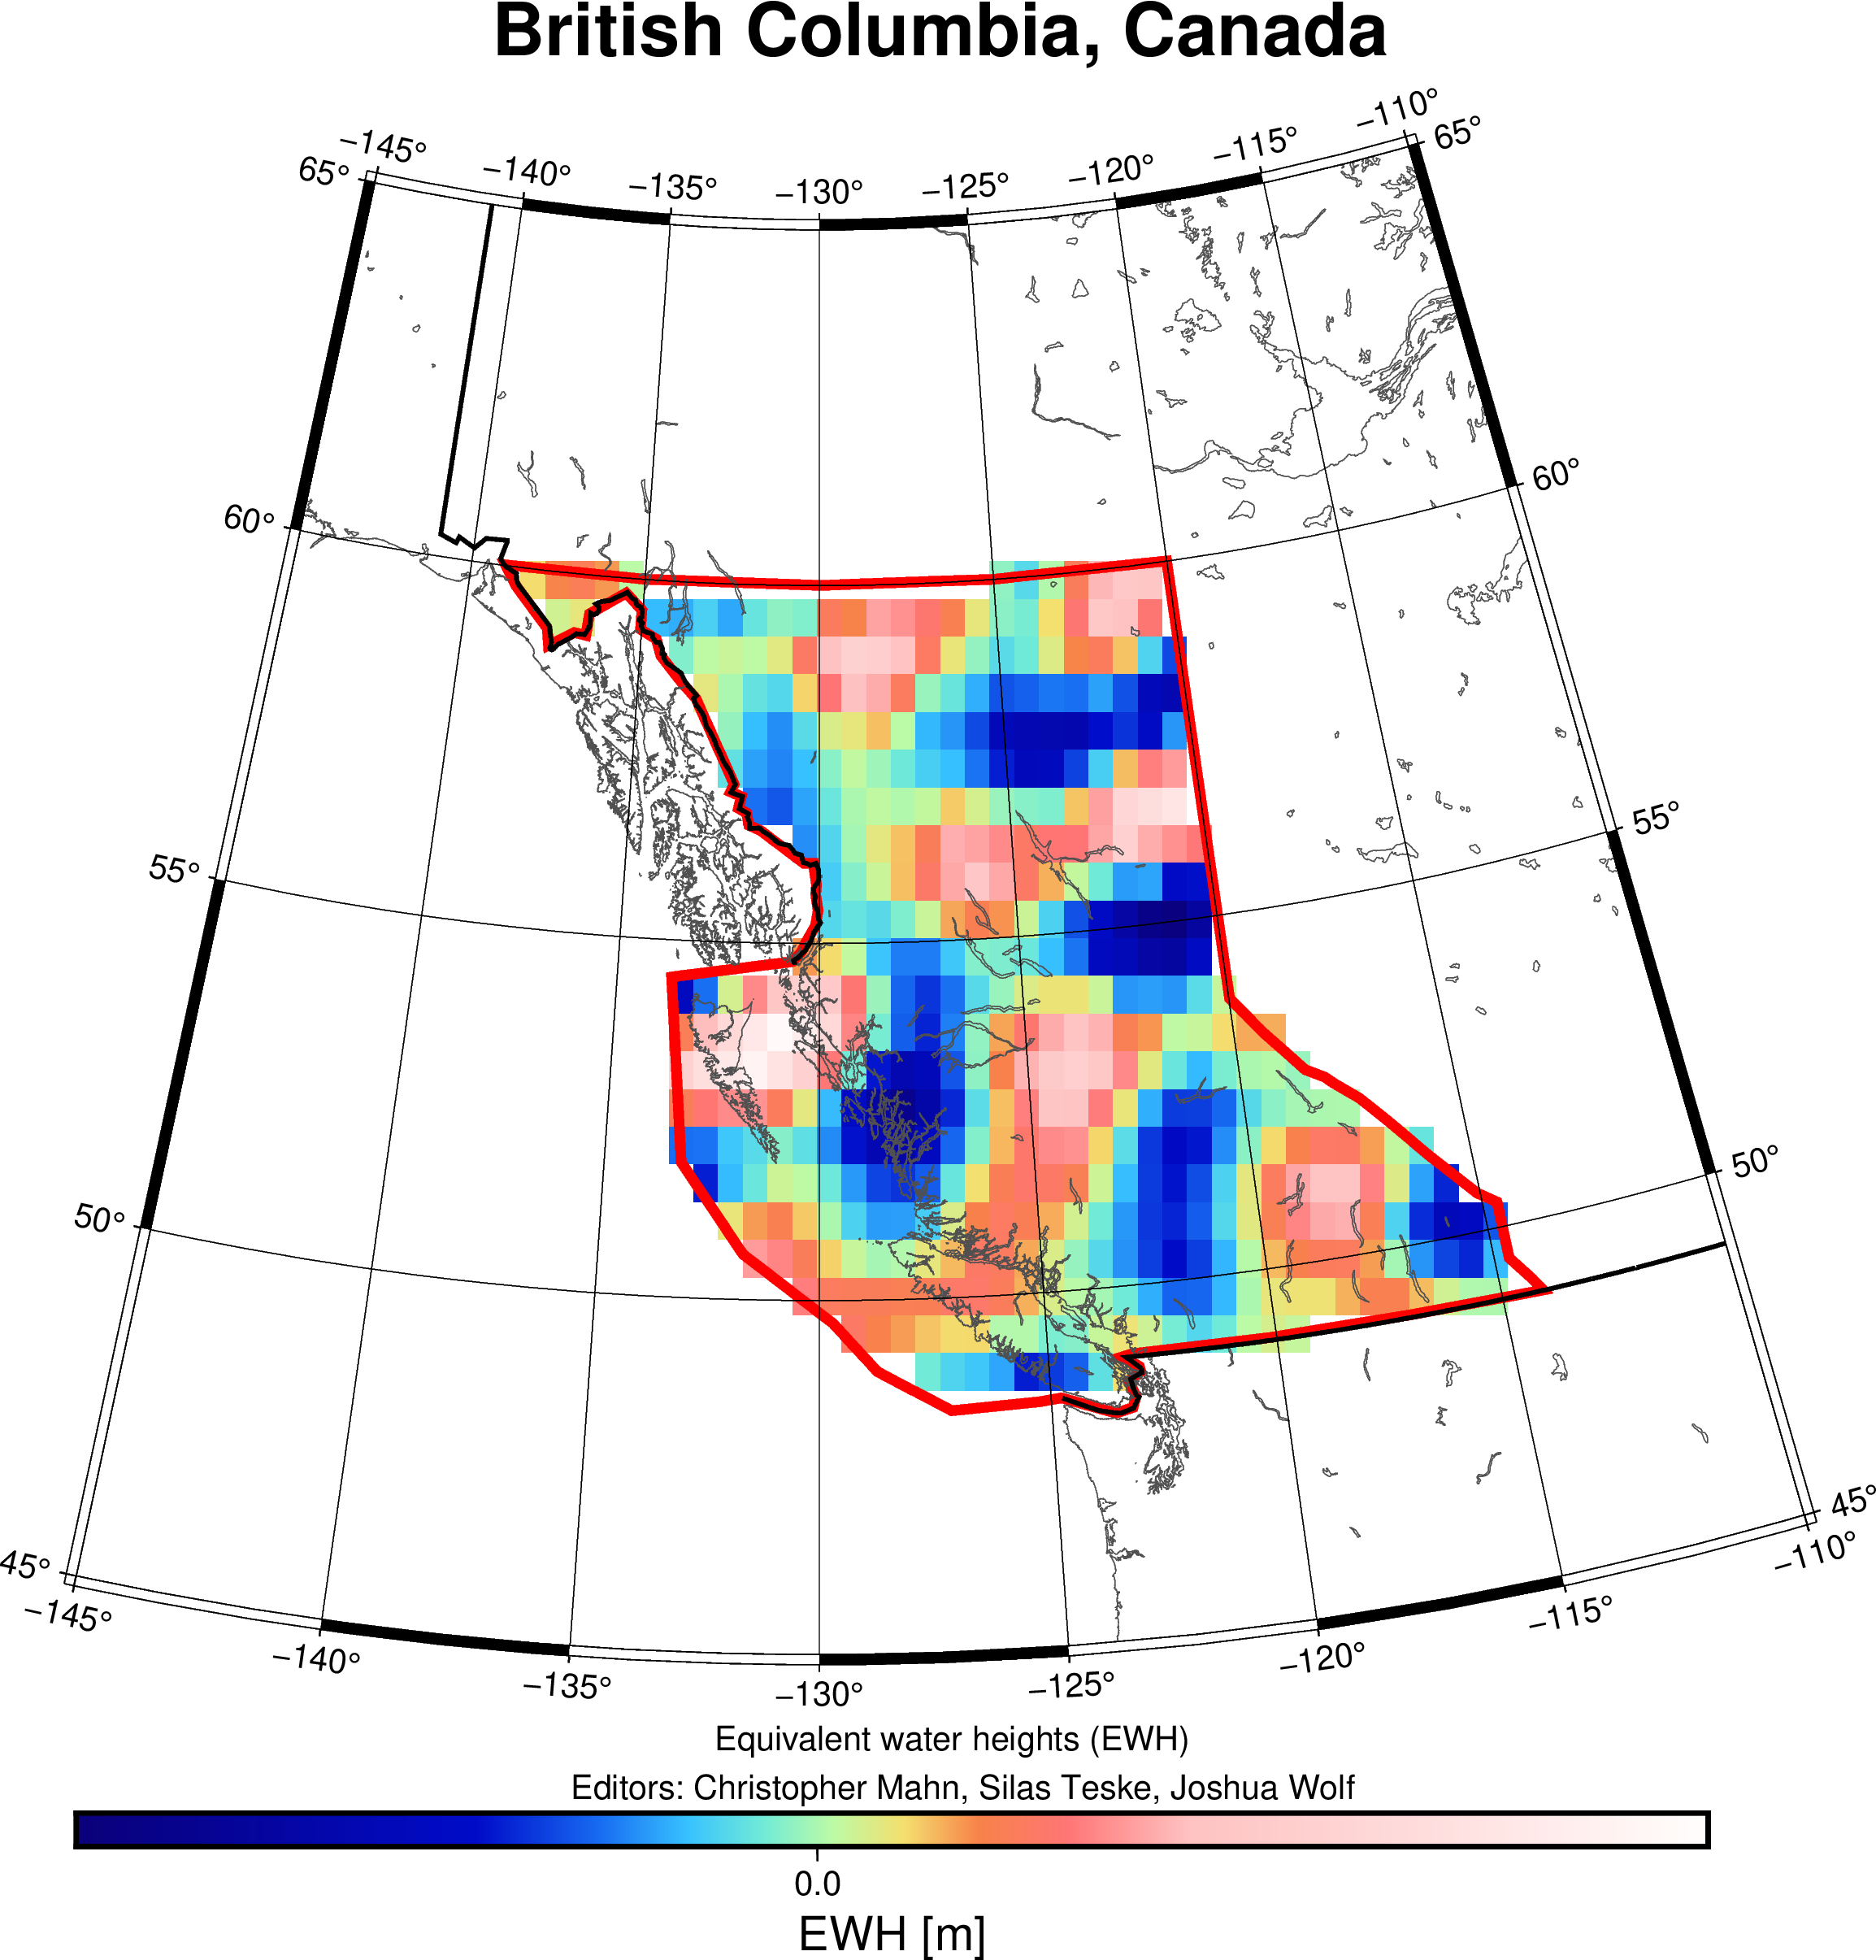 British Columbia, Canada
−145° −140° −135° −130° −125° −120° −115° −110°
65° 65°
60° 60°
55° 55°
50° 50°
45° 45°
−145° −140° −135° −130° −125° −120° −115° −110°
Equivalent water heights (EWH)
Editors: Christopher Mahn, Silas Teske, Joshua Wolf
0.0
EWH [m]